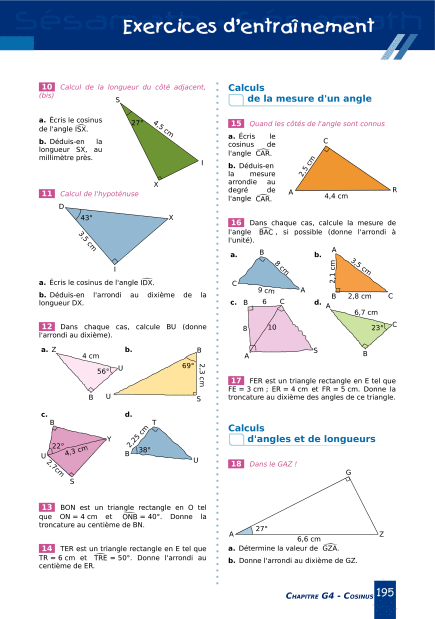 Exercices d'entraînement
10 Calcul de la longueur du côté adjacent,
(bis)
a. Écris le cosinus
de l'angle ISX.
b. Déduis-en la
longueur SX, au
millimètre près.
S
27°
4,5 cm
I
X
11 Calcul de l'hypoténuse
D
43°
X
3,5 cm
I
a. Écris le cosinus de l'angle IDX.
b. Déduis-en l'arrondi au dixième de la
longueur DX.
12 Dans chaque cas, calcule BU (donne
l'arrondi au dixième).
a. Z
4 cm
56°
U
B
b.
B
69°
2,3 cm
U
S
c.
B
22°
Y
U
4,3 cm
2,7 cm
S
d.
T
2,25 cm
B
38°
U
13 BON est un triangle rectangle en O tel
que ON = 4 cm et ONB = 40°. Donne la
troncature au centième de BN.
14 TER est un triangle rectangle en E tel que
TR = 6 cm et TRE = 50°. Donne l'arrondi au
centième de ER.
Calculs
de la mesure d'un angle
15 Quand les côtés de l'angle sont connus
a. Écris le
cosinus de
l'angle CAR.
b. Déduis-en
la mesure
arrondie au
degré de
l'angle CAR.
C
2,5 cm
A
4,4 cm
R
16 Dans chaque cas, calcule la mesure de
l'angle BAC, si possible (donne l'arrondi à
l'unité).
a.
B
8 cm
C
9 cm
A
b.
A
2,1 cm
3,5 cm
B 2,8 cm C
c. B 6 C
8
10
A
S
d.
A
6,7 cm
23°
C
B
17 FER est un triangle rectangle en E tel que
FE = 3 cm ; ER = 4 cm et FR = 5 cm. Donne la
troncature au dixième des angles de ce triangle.
Calculs
d'angles et de longueurs
18 Dans le GAZ !
G
A
27°
6,6 cm
Z
a. Détermine la valeur de GZA.
b. Donne l'arrondi au dixième de GZ.
CHAPITRE G4 - COSINUS 195